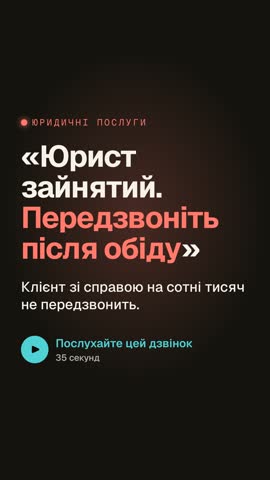 ЮРИДИЧНІ ПОСЛУГИ
«Юрист
зайнятий.
Передзвоніть
після обіду»
Клієнт зі справою на сотні тисяч
не передзвонить.
Послухайте цей дзвінок
35 секунд